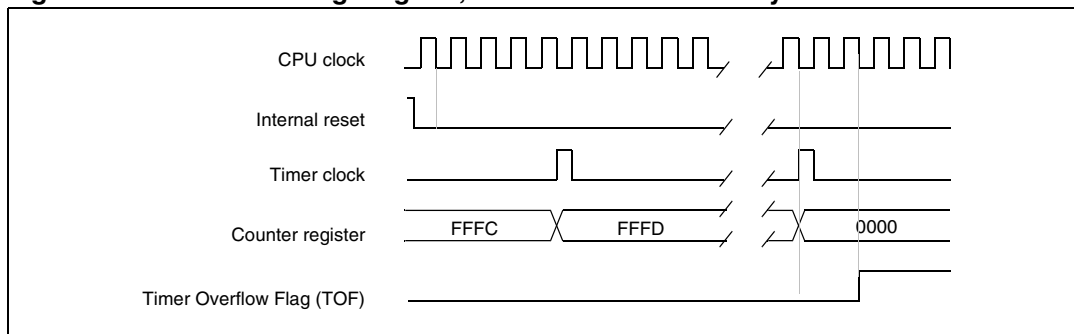 CPU clock
Internal reset
Timer clock
Counter register
FFFC
FFFD
0000
Timer Overflow Flag (TOF)